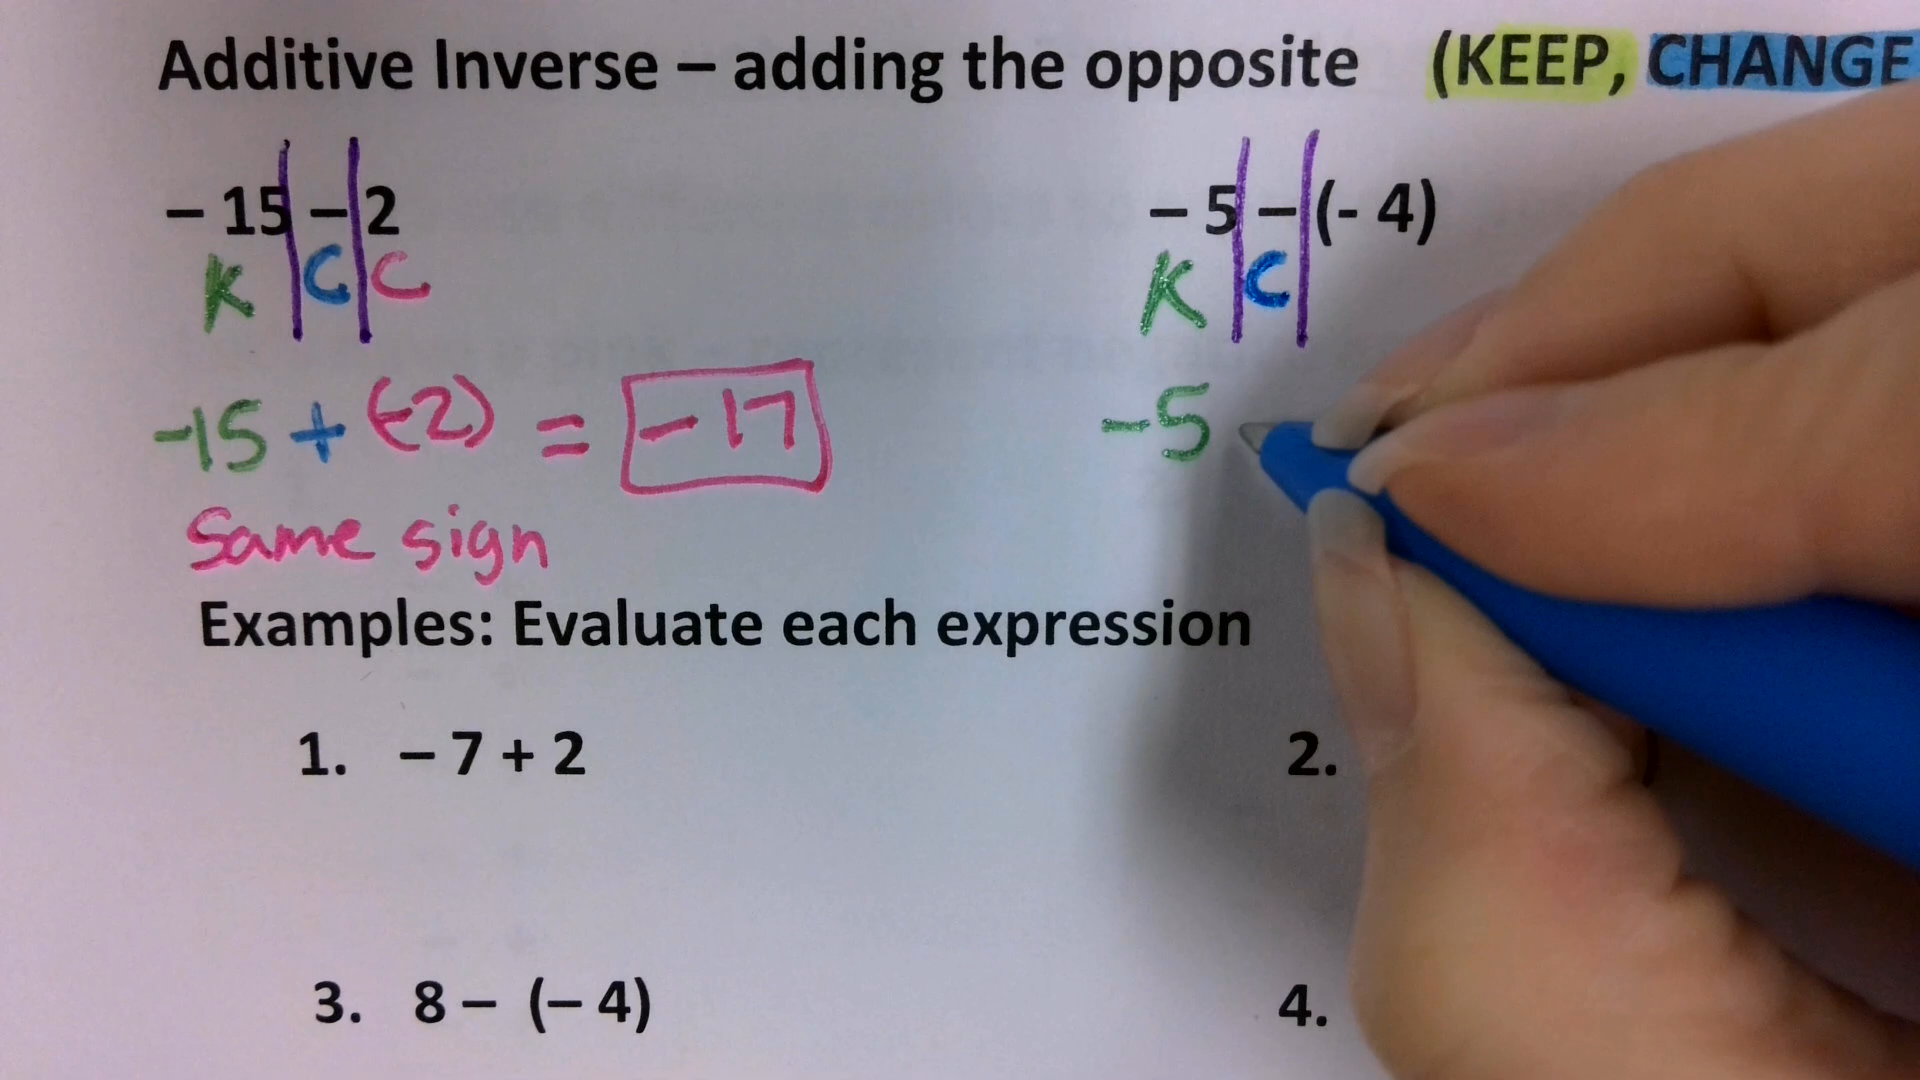 Additive Inverse – adding the opposite (KEEP, CHANGE
– 15 – 2 – 5 – (- 4)
K C C K C
-15 + (-2) = -17 -5
Same sign
Examples: Evaluate each expression
1. – 7 + 2 2.
3. 8 – (– 4) 4.